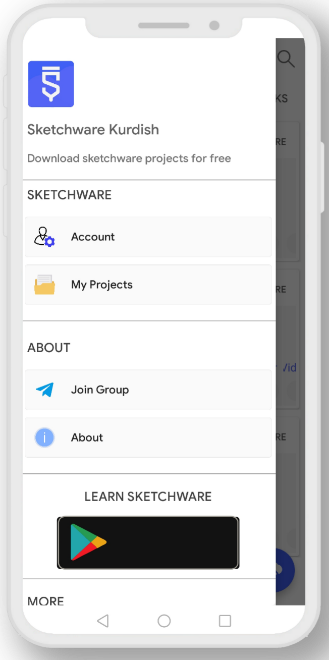 Sketchware Kurdish
Download sketchware projects for free
SKETCHWARE
Account
My Projects
ABOUT
Join Group
About
LEARN SKETCHWARE
MORE
KS
RE
RE
Vid
RE